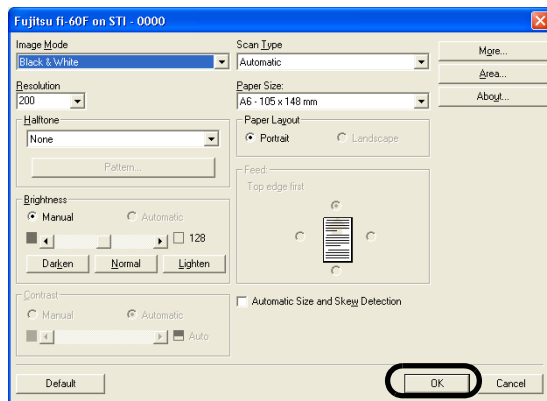 Fujitsu fi-60F on STI - 0000
Image Mode
Black & White
Scan Type
Automatic
More...
Area...
About...
Resolution
200
Paper Size:
A6 - 105 x 148 mm
Halftone
None
Pattern...
Paper Layout
Portrait
Landscape
Feed:
Top edge first
Brightness
Manual
Automatic
128
Darken
Normal
Lighten
Contrast
Manual
Automatic
Auto
Automatic Size and Skew Detection
Default
OK
Cancel